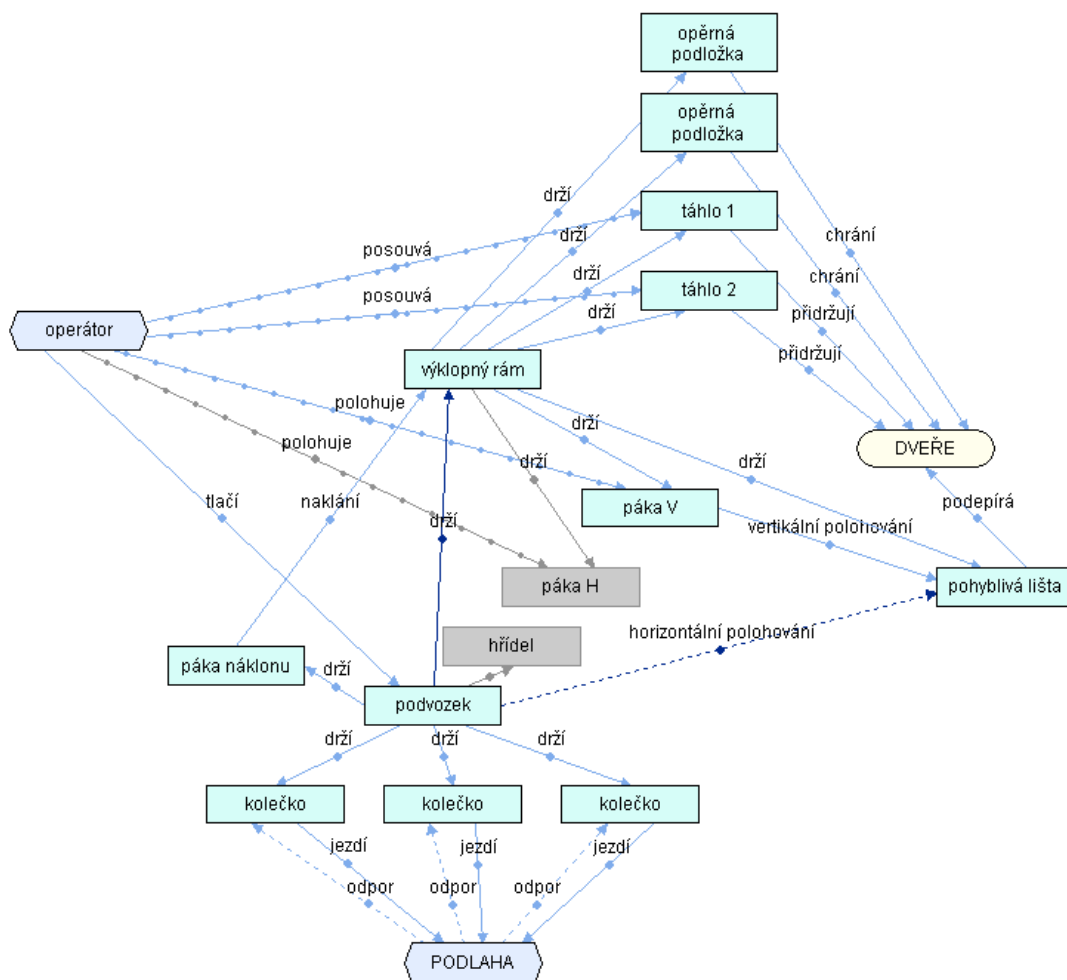 opěrná
podložka
opěrná
podložka
drží
táhlo 1
chrání
posouvá
drží
chrání
drží
posouvá
táhlo 2
přidržují
operátor
drží
přidržují
výklopný rám
polohuje
drží
DVEŘE
polohuje
drží
drží
tlačí
naklání
páka V
podepírá
drží
vertikální polohování
páka H
pohyblivá lišta
hřídel
horizontální polohování
páka náklonu
drží
podvozek
drží
drží
drží
kolečko
kolečko
kolečko
jezdí
jezdí
jezdí
odpor
odpor
odpor
PODLAHA